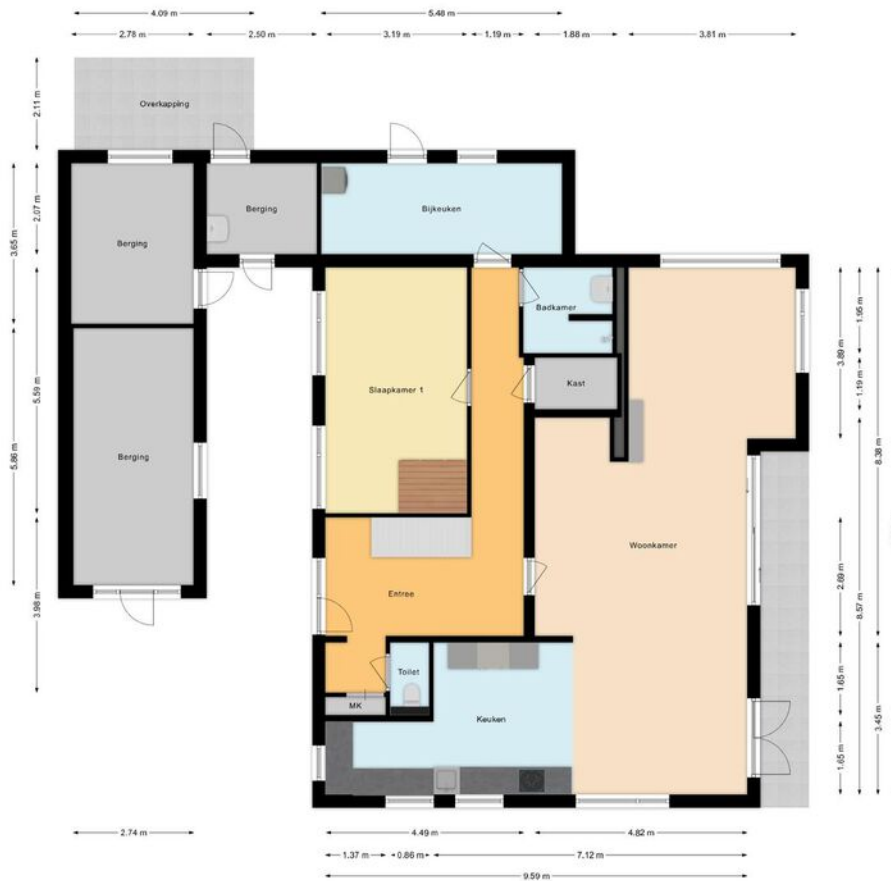 4.09 m
5.48 m
2.78 m
2.50 m
3.19 m
1.19 m
1.88 m
3.81 m
2.11 m
Overkapping
2.07 m
3.65 m
Berging
Berging
Bijkeuken
5.59 m
5.86 m
3.98 m
Berging
Slaapkamer 1
Badkamer
Kast
Woonkamer
Entree
Toilet
MK
Keuken
3.89 m
1.95 m
1.19 m
8.38 m
2.69 m
8.57 m
1.65 m
1.65 m
3.45 m
2.74 m
4.49 m
4.82 m
1.37 m
0.86 m
7.12 m
9.59 m